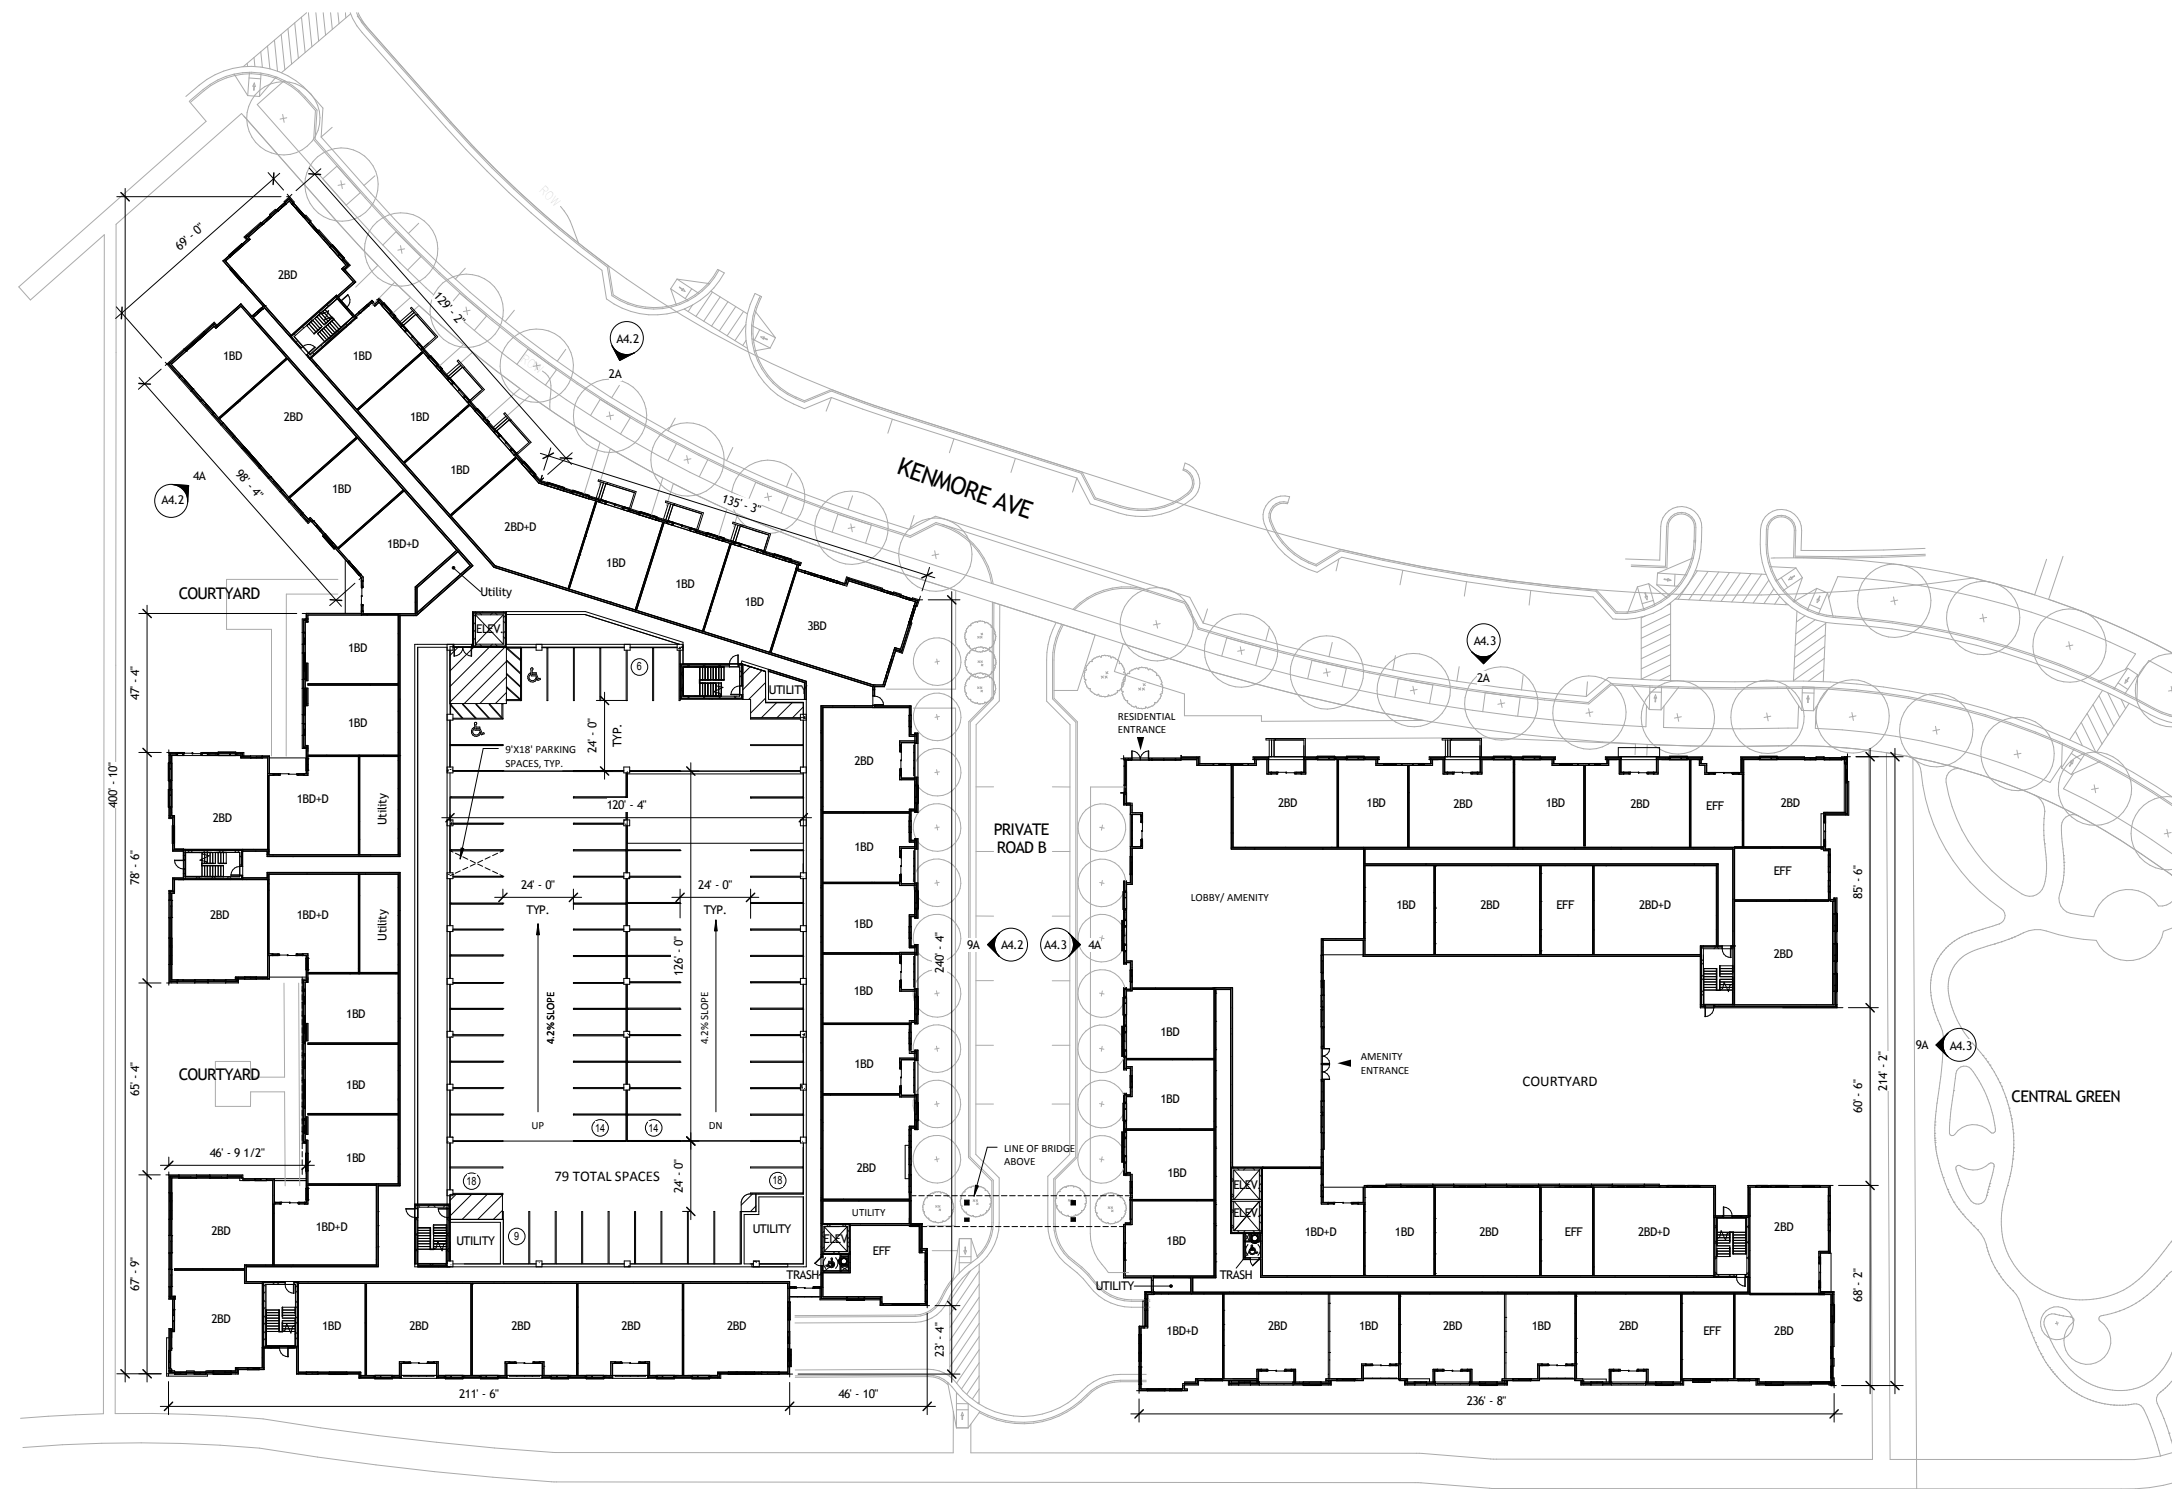 ROW
69' - 0"
2BD
129' - 2"
1BD
1BD
A4.2
2A
2BD
1BD
4A
98' - 4"
A4.2
1BD
1BD
135' - 3"
KENMORE AVE
2BD+D
1BD+D
1BD
1BD
1BD
3BD
Utility
COURTYARD
ELEV.
1BD
6
UTILITY
47' - 4"
1BD
24' - 0"
TYP.
9'X18' PARKING
SPACES, TYP.
400' - 10"
120' - 4"
2BD
1BD+D
Utility
2BD
78' - 6"
1BD
24' - 0"
TYP.
24' - 0"
TYP.
2BD
1BD+D
Utility
1BD
126' - 0"
240' - 4"
1BD
4.2% SLOPE
4.2% SLOPE
1BD
COURTYARD
65' - 4"
1BD
1BD
UP
14
14
DN
46' - 9 1/2"
1BD
2BD
18
79 TOTAL SPACES
24' - 0"
18
UTILITY
2BD
1BD+D
UTILITY
9
UTILITY
ELEV.
EFF
TRASH
67' - 9"
2BD
1BD
2BD
2BD
2BD
2BD
23' - 4"
211' - 6"
46' - 10"
PRIVATE
ROAD B
9A
A4.2
A4.3
4A
LINE OF BRIDGE
ABOVE
A4.3
2A
RESIDENTIAL
ENTRANCE
2BD
1BD
2BD
1BD
2BD
EFF
2BD
EFF
85' - 6"
LOBBY/ AMENITY
1BD
2BD
EFF
2BD+D
2BD
1BD
AMENITY
ENTRANCE
COURTYARD
60' - 6"
214' - 2"
9A
A4.3
CENTRAL GREEN
1BD
1BD
ELEV.
ELEV.
1BD
1BD+D
1BD
2BD
EFF
2BD+D
2BD
UTILITY
TRASH
68' - 2"
1BD+D
2BD
1BD
2BD
1BD
2BD
EFF
2BD
236' - 8"